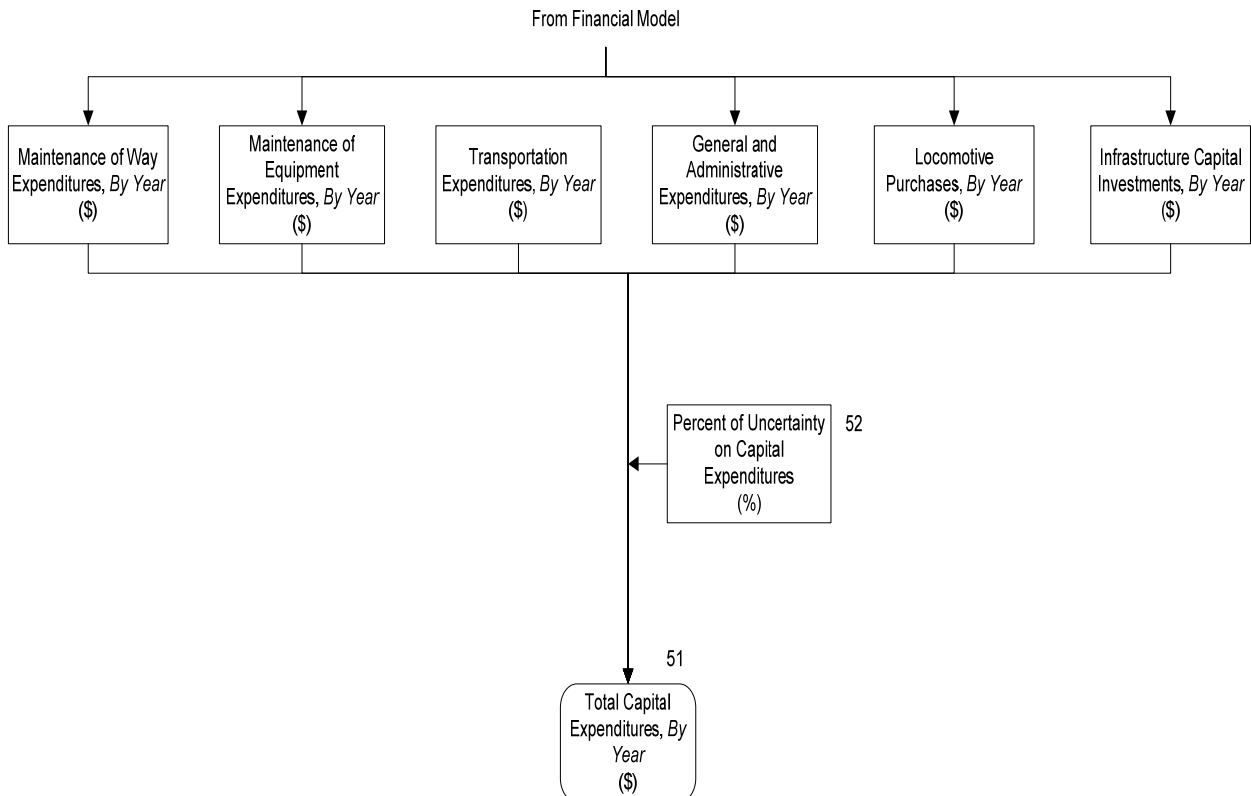 From Financial Model
Maintenance of Way
Expenditures, By Year
($)
Maintenance of
Equipment
Expenditures, By Year
($)
Transportation
Expenditures, By Year
($)
General and
Administrative
Expenditures, By Year
($)
Locomotive
Purchases, By Year
($)
Infrastructure Capital
Investments, By Year
($)
Percent of Uncertainty
on Capital
Expenditures
(%)
52
51
Total Capital
Expenditures, By
Year
($)